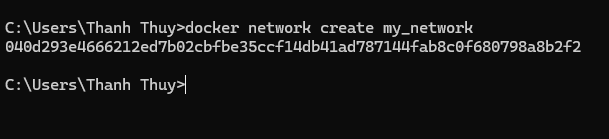 C:\Users\Thanh Thuy>docker network create my_network
040d293e4666212ed7b02cbfbe35ccf14db41ad787144fab8c0f680798a8b2f2
C:\Users\Thanh Thuy>